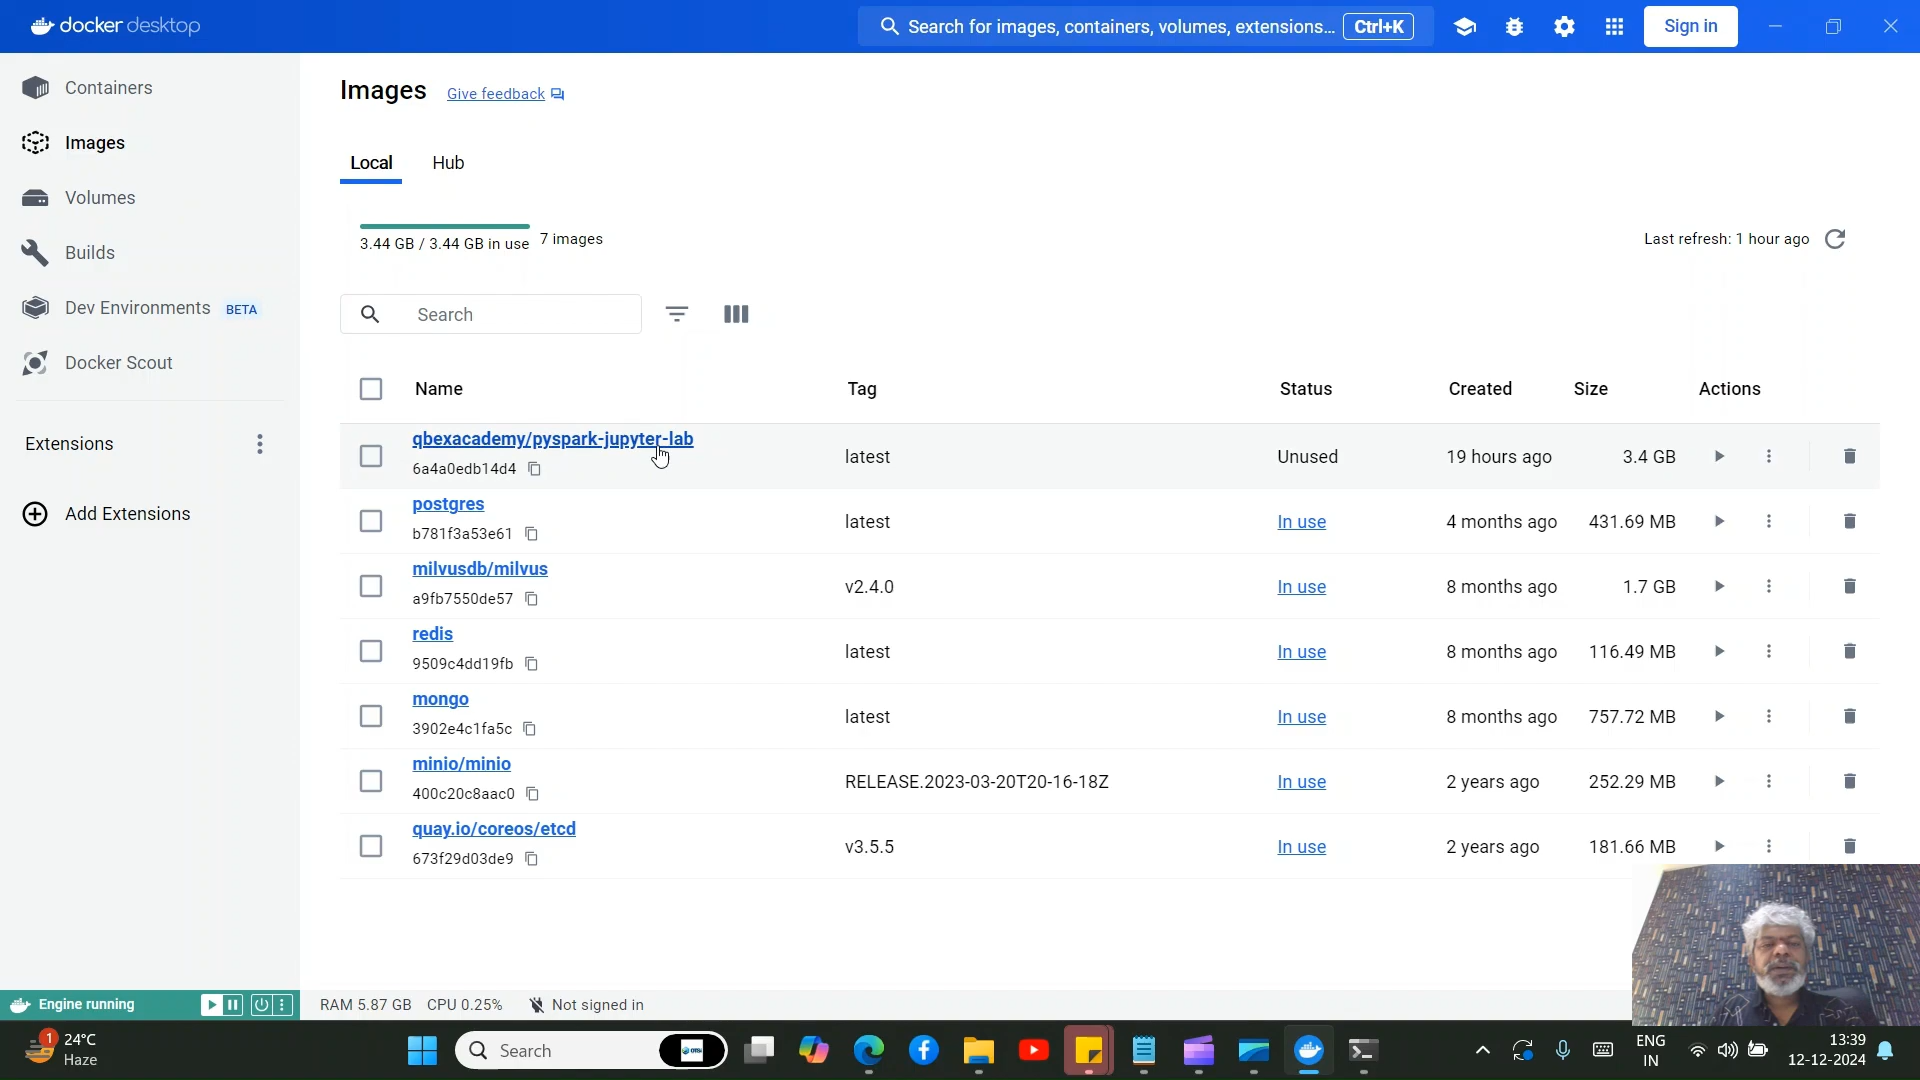 docker desktop
Search for images, containers, volumes, extensions... Ctrl+K
Sign in
Containers
Images
Volumes
Builds
Dev Environments BETA
Docker Scout
Extensions
Add Extensions
Images Give feedback
Local Hub
3.44 GB / 3.44 GB in use 7 images
Last refresh: 1 hour ago
Search
Name Tag Status Created Size Actions
qbexacademy/pyspark-jupyter-lab
6a4a0edb14d4
latest Unused 19 hours ago 3.4 GB
postgres
b781f3a53e61
latest In use 4 months ago 431.69 MB
milvusdb/milvus
a9fb7550de57
v2.4.0 In use 8 months ago 1.7 GB
redis
9509c4dd19fb
latest In use 8 months ago 116.49 MB
mongo
3902e4c1fa5c
latest In use 8 months ago 757.72 MB
minio/minio
400c20c8aac0
RELEASE.2023-03-20T20-16-18Z In use 2 years ago 252.29 MB
quay.io/coreos/etcd
673f29d03de9
v3.5.5 In use 2 years ago 181.66 MB
Engine running
RAM 5.87 GB CPU 0.25% Not signed in
1
24°C
Haze
Search
ENG
IN
13:39
12-12-2024